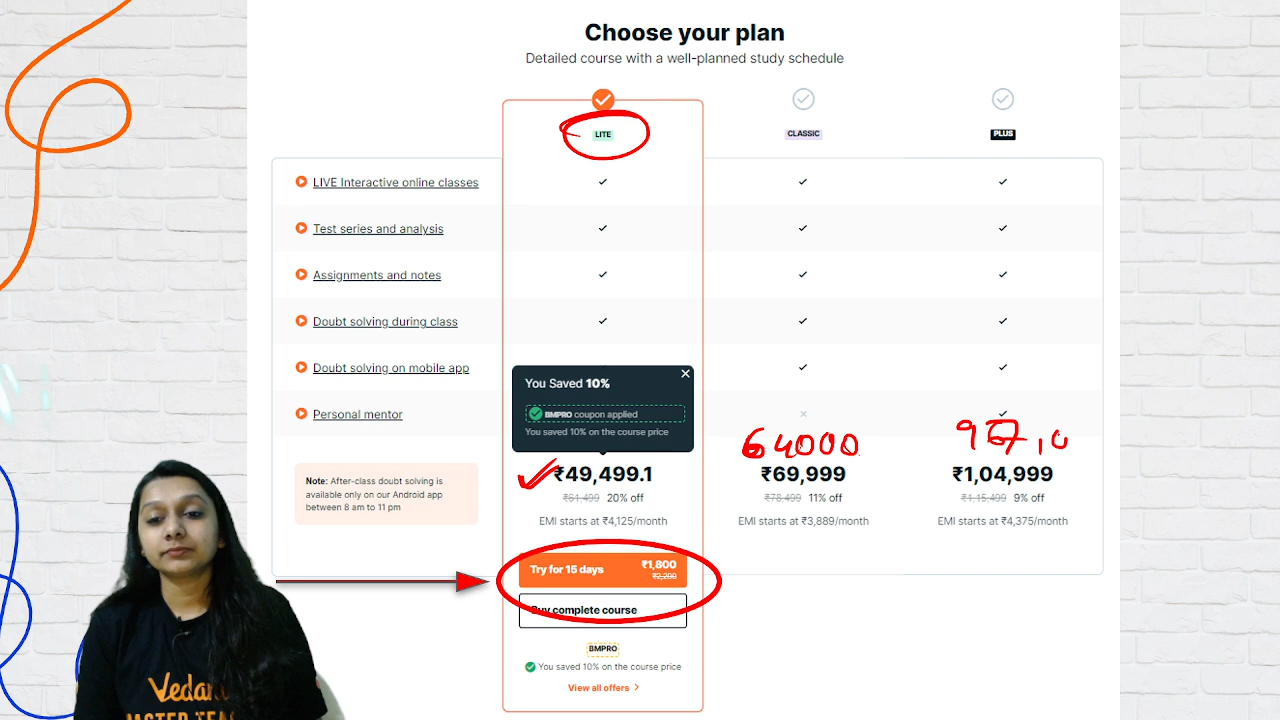 Choose your plan
Detailed course with a well-planned study schedule
LITE
CLASSIC
PLUS
LIVE Interactive online classes
Test series and analysis
Assignments and notes
Doubt solving during class
Doubt solving on mobile app
Personal mentor
You Saved 10%
BMPRO coupon applied
You saved 10% on the course price
64000
₹49,499.1
₹69,999
₹1,04,999
₹61,499 20% off
₹78,499 11% off
₹1,15,499 9% off
EMI starts at ₹4,125/month
EMI starts at ₹3,889/month
EMI starts at ₹4,375/month
Note: After-class doubt solving is
available only on our Android app
between 8 am to 11 pm
Try for 15 days ₹1,800
₹2,200
Buy complete course
BMPRO
You saved 10% on the course price
View all offers
MASTER